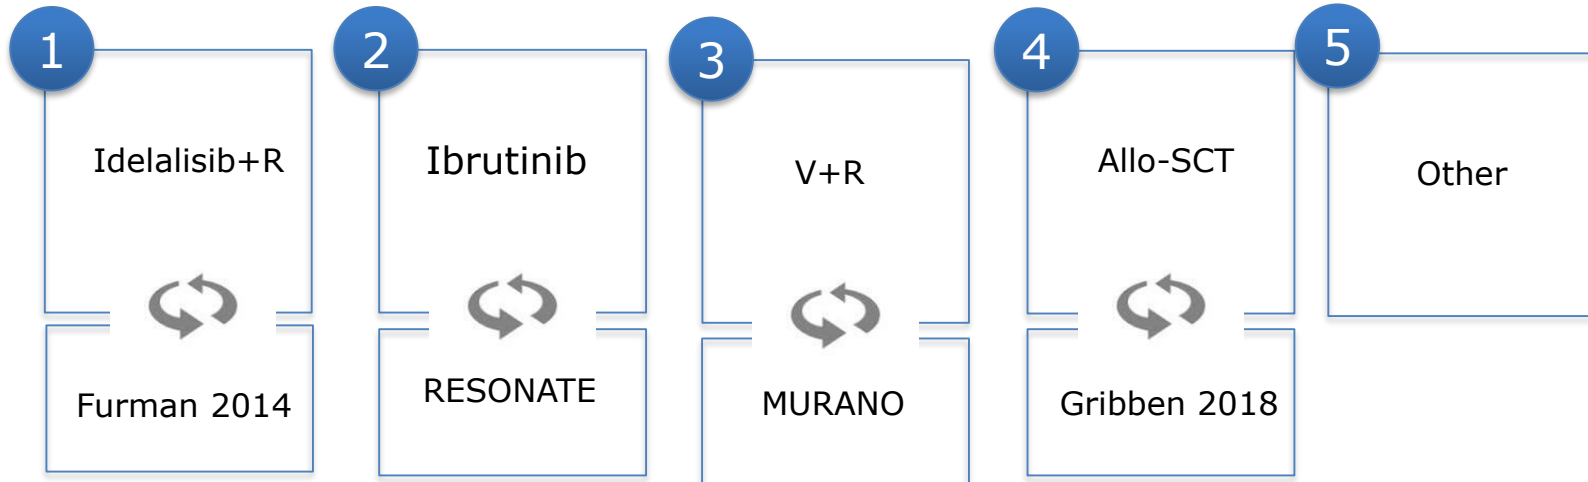 1
Idelalisib+R
Furman 2014
2
Ibrutinib
RESONATE
3
V+R
MURANO
4
Allo-SCT
Gribben 2018
5
Other